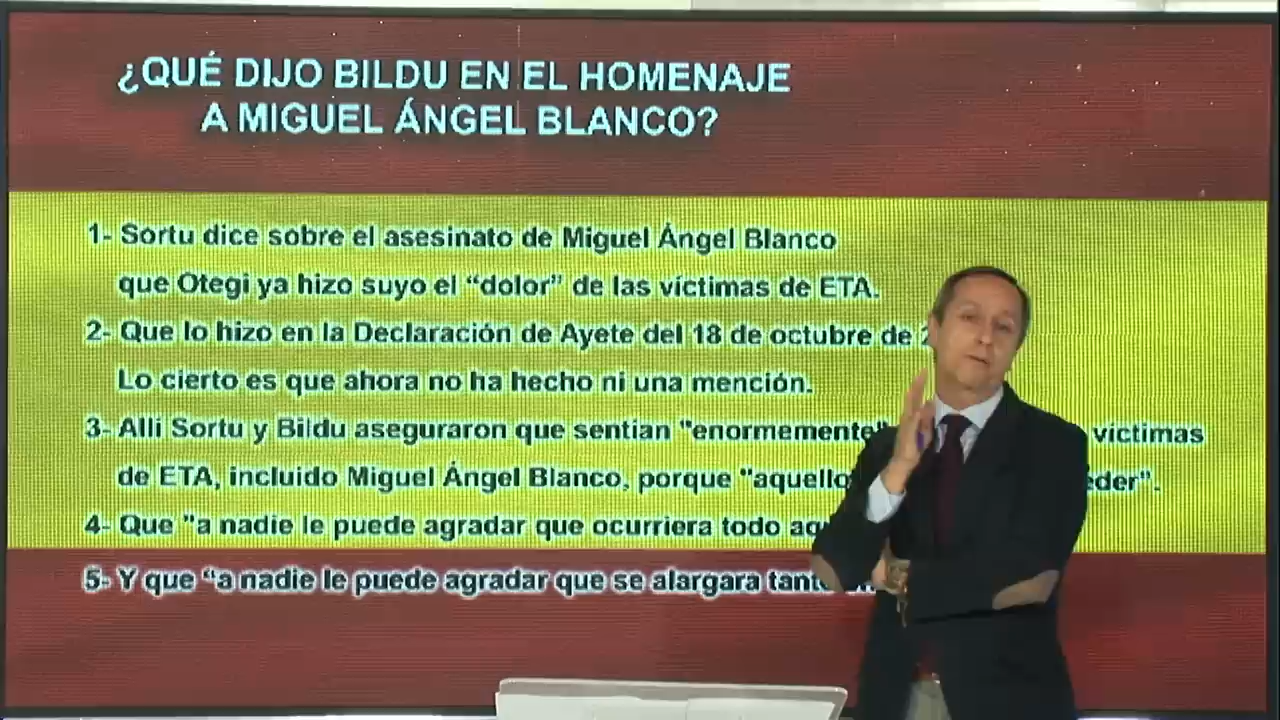 ¿QUÉ DIJO BILDU EN EL HOMENAJE
A MIGUEL ÁNGEL BLANCO?
1- Sortu dice sobre el asesinato de Miguel Ángel Blanco
que Otegi ya hizo suyo el “dolor” de las víctimas de ETA.
2- Que lo hizo en la Declaración de Ayete del 18 de octubre de
Lo cierto es que ahora no ha hecho ni una mención.
3- Allí Sortu y Bildu aseguraron que sentían "enormemente" víctimas
de ETA, incluido Miguel Ángel Blanco, porque "aquello
4- Que "a nadie le puede agradar que ocurriera todo
5- Y que “a nadie le puede agradar que se alargara